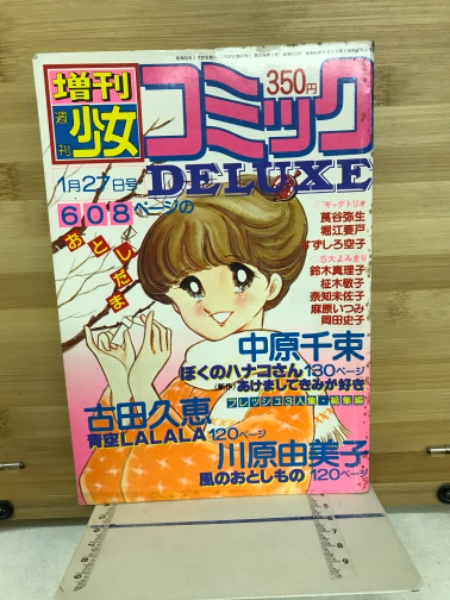 増刊
週刊
少女
コミック
350円
DELUXE
1月27日号
608ページの
おとしだま
○ギャグトリオ
萬谷弥生
堀江要戸
すずしろ空子
○5大よみきり
鈴木真理子
柾木敬子
奈知未佐子
麻原いつみ
岡田史子
中原千束
ぼくのハナコさん130ページ
〈新作〉あけましてきみが好き
フレッシュ3人集・総集編
古田久恵
青空LALALA120ページ
川原由美子
風のおとしもの 120ページ